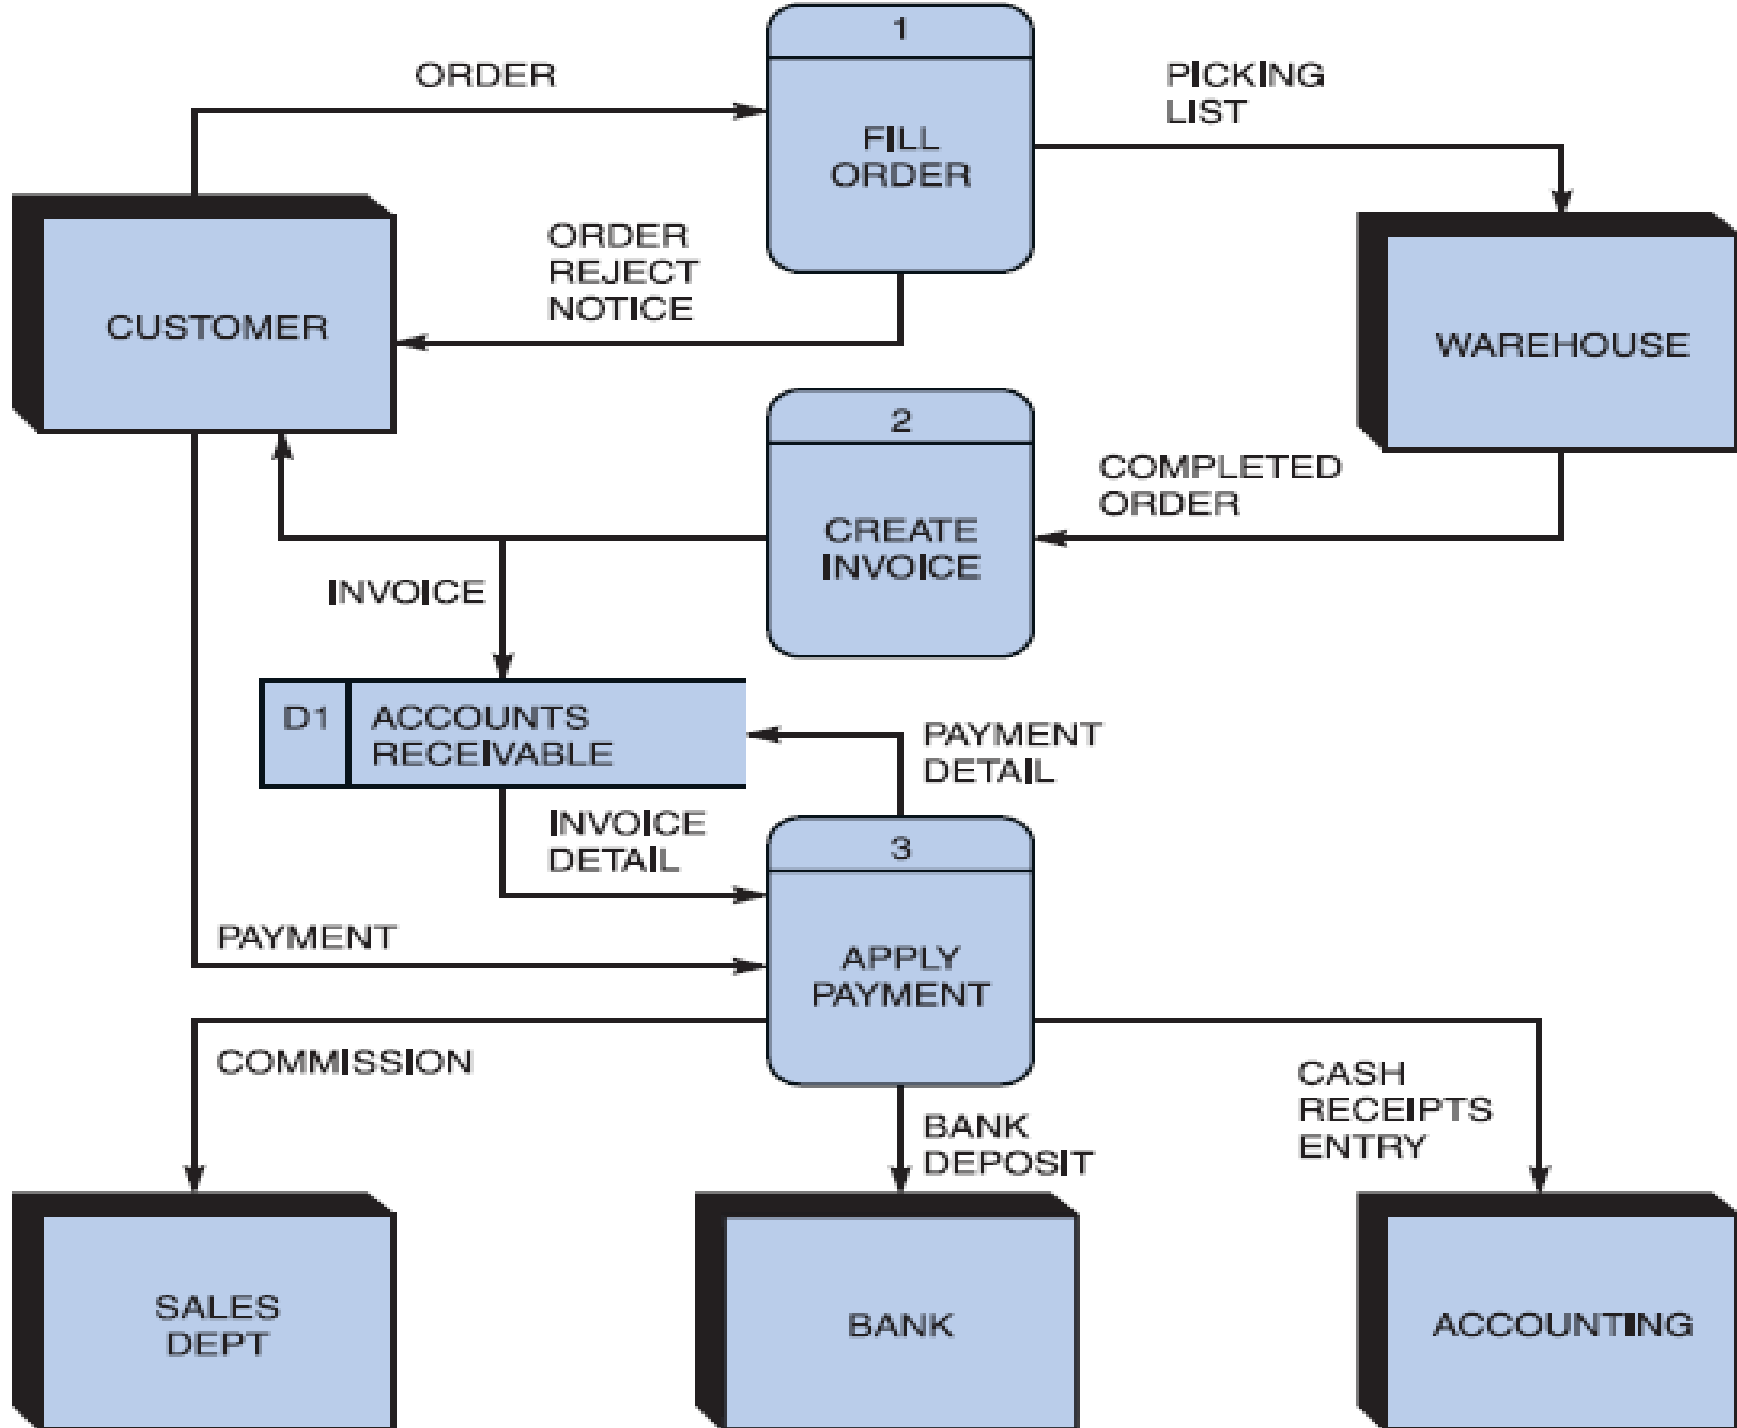 1
ORDER
PICKING
LIST
FILL
ORDER
ORDER
REJECT
NOTICE
CUSTOMER
WAREHOUSE
2
COMPLETED
ORDER
CREATE
INVOICE
INVOICE
D1
ACCOUNTS
RECEIVABLE
PAYMENT
DETAIL
INVOICE
DETAIL
3
PAYMENT
APPLY
PAYMENT
COMMISSION
CASH
RECEIPTS
ENTRY
BANK
DEPOSIT
SALES
DEPT
BANK
ACCOUNTING